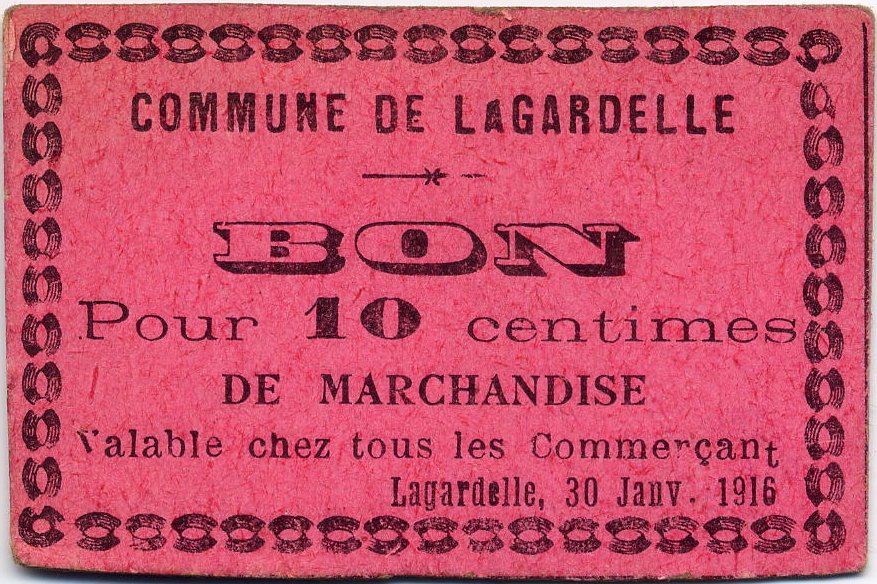 COMMUNE DE LAGARDELLE
BON
Pour 10 centimes
DE MARCHANDISE
Valable chez tous les Commerçant
Lagardelle, 30 Janv. 1916